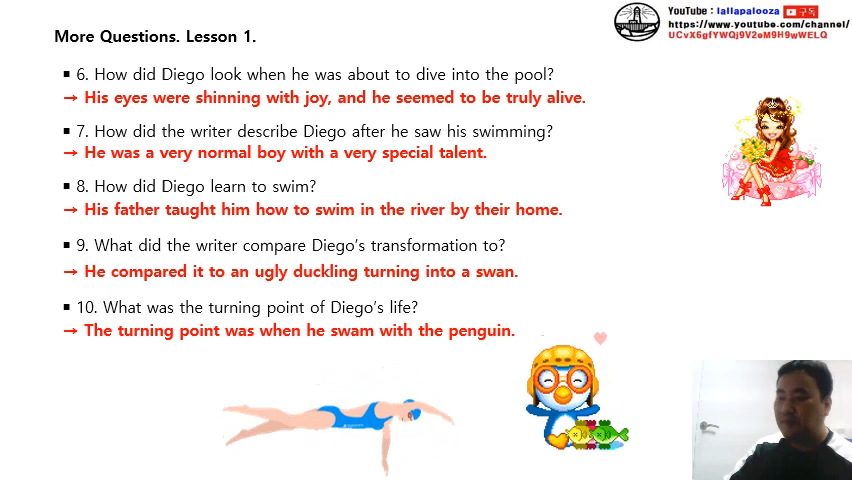 YouTube : lallapalooza 구독
https://www.youtube.com/channel/
UCvX6gfYWQj9V2eM9H9wWELQ
More Questions. Lesson 1.
▪ 6. How did Diego look when he was about to dive into the pool?
→ His eyes were shinning with joy, and he seemed to be truly alive.
▪ 7. How did the writer describe Diego after he saw his swimming?
→ He was a very normal boy with a very special talent.
▪ 8. How did Diego learn to swim?
→ His father taught him how to swim in the river by their home.
▪ 9. What did the writer compare Diego's transformation to?
→ He compared it to an ugly duckling turning into a swan.
▪ 10. What was the turning point of Diego's life?
→ The turning point was when he swam with the penguin.